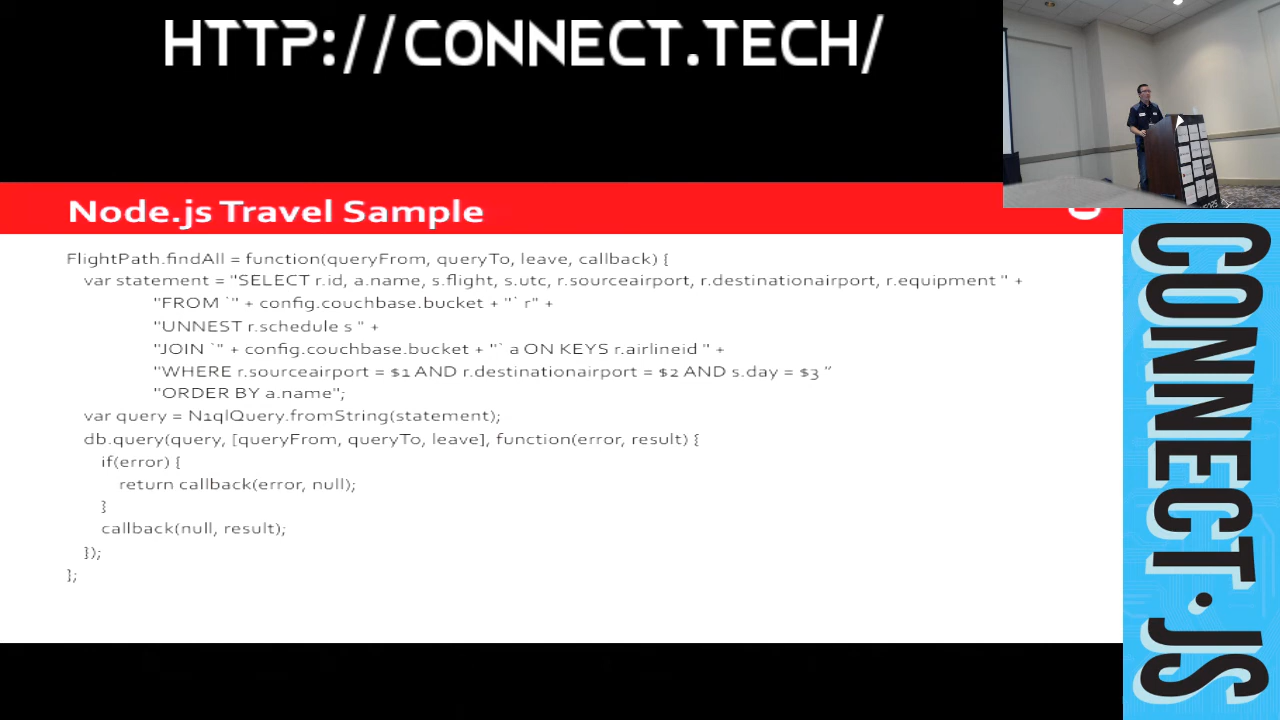 HTTP://CONNECT.TECH/
Node.js Travel Sample
FlightPath.findAll = function(queryFrom, queryTo, leave, callback) {
var statement = "SELECT r.id, a.name, s.flight, s.utc, r.sourceairport, r.destinationairport, r.equipment " +
"FROM `" + config.couchbase.bucket + "` r" +
"UNNEST r.schedule s " +
"JOIN `" + config.couchbase.bucket + "` a ON KEYS r.airlineid " +
"WHERE r.sourceairport = $1 AND r.destinationairport = $2 AND s.day = $3 ”
"ORDER BY a.name";
var query = N1qlQuery.fromString(statement);
db.query(query, [queryFrom, queryTo, leave], function(error, result) {
if(error) {
return callback(error, null);
}
callback(null, result);
});
};
CONNECT.JS